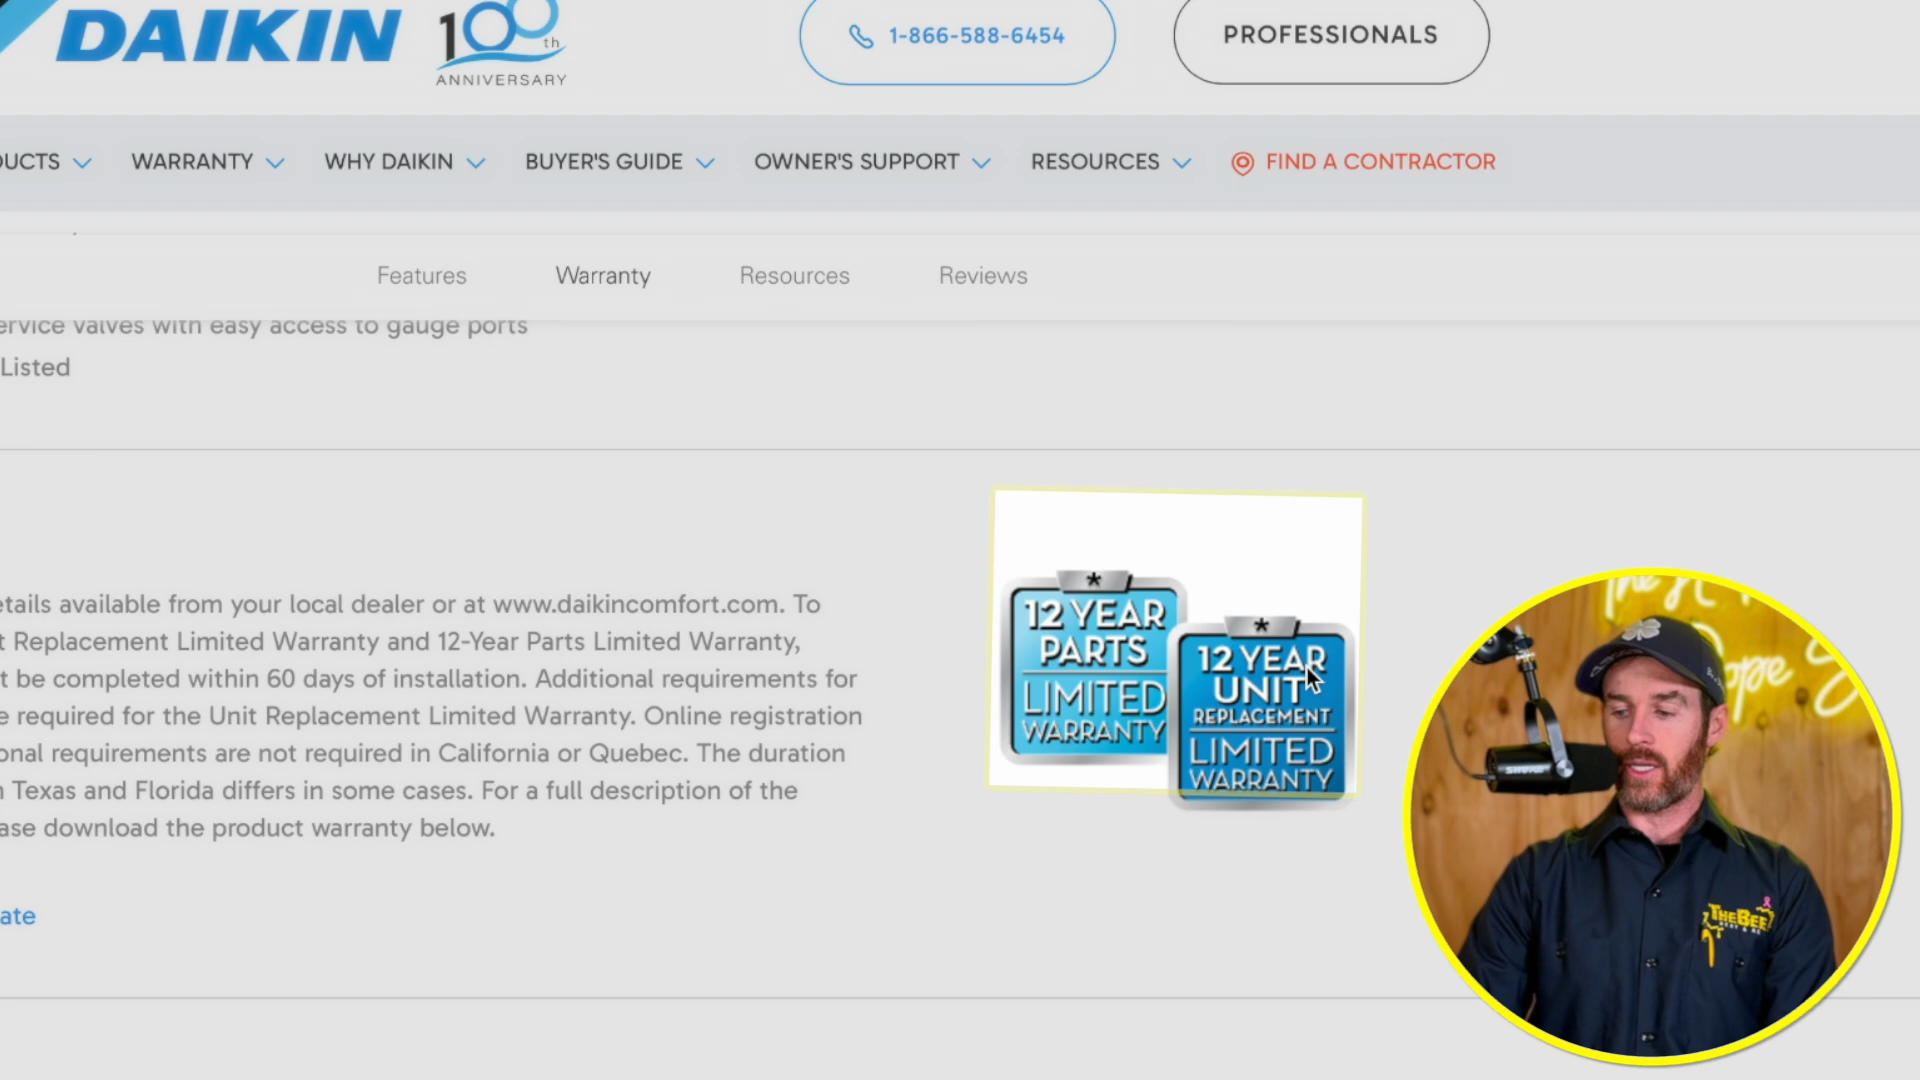 DAIKIN
100th
ANNIVERSARY
1-866-588-6454
PROFESSIONALS
DUCTS
WARRANTY
WHY DAIKIN
BUYER'S GUIDE
OWNER'S SUPPORT
RESOURCES
FIND A CONTRACTOR
Features
Warranty
Resources
Reviews
ervice valves with easy access to gauge ports
Listed
etails available from your local dealer or at www.daikincomfort.com. To
t Replacement Limited Warranty and 12-Year Parts Limited Warranty,
t be completed within 60 days of installation. Additional requirements for
e required for the Unit Replacement Limited Warranty. Online registration
onal requirements are not required in California or Quebec. The duration
n Texas and Florida differs in some cases. For a full description of the
ase download the product warranty below.
ate
*
12 YEAR
PARTS
LIMITED
WARRANTY
*
12 YEAR
UNIT
REPLACEMENT
LIMITED
WARRANTY
The
SHURE
THEBEE